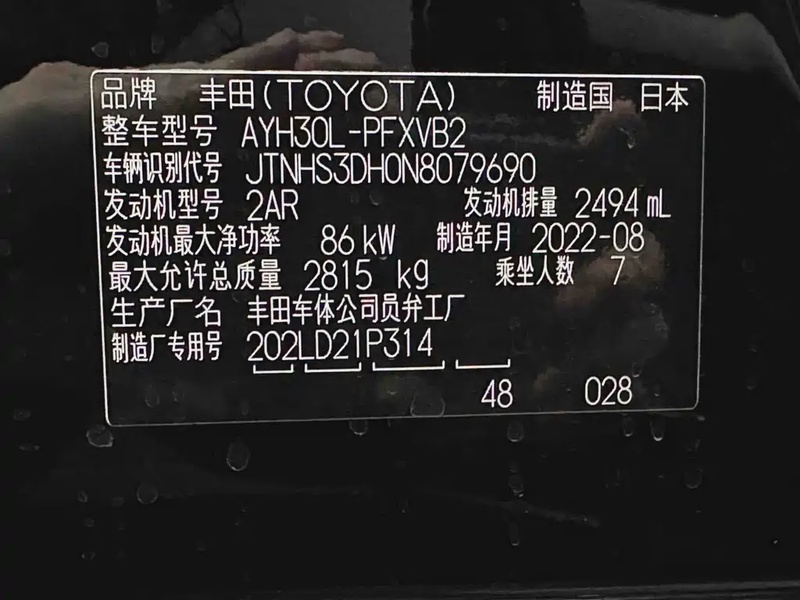 品牌 丰田(TOYOTA) 制造国 日本
整车型号 AYH30L-PFXVB2
车辆识别代号 JTNHS3DH0N8079690
发动机型号 2AR 发动机排量 2494 mL
发动机最大净功率 86 kW 制造年月 2022-08
最大允许总质量 2815 kg 乘坐人数 7
生产厂名 丰田车体公司员弁工厂
制造厂专用号 202LD21P314
48 028